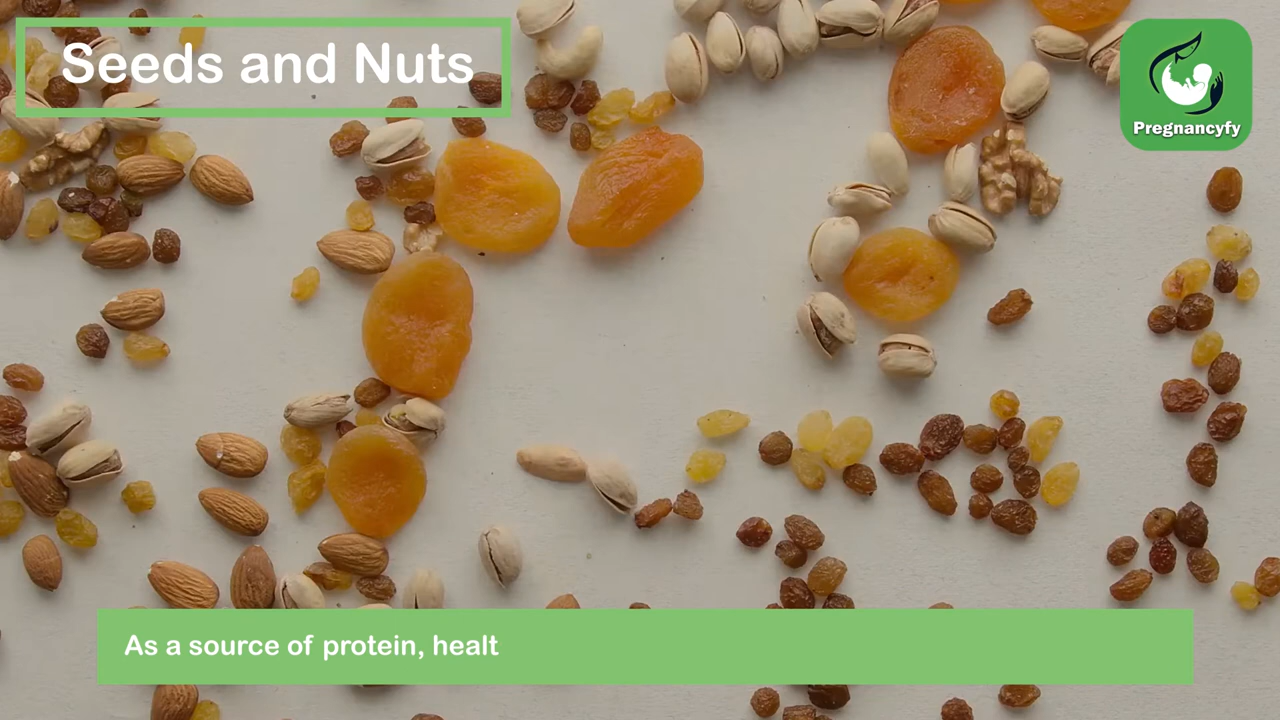 Seeds and Nuts
Pregnancyfy
As a source of protein, healt